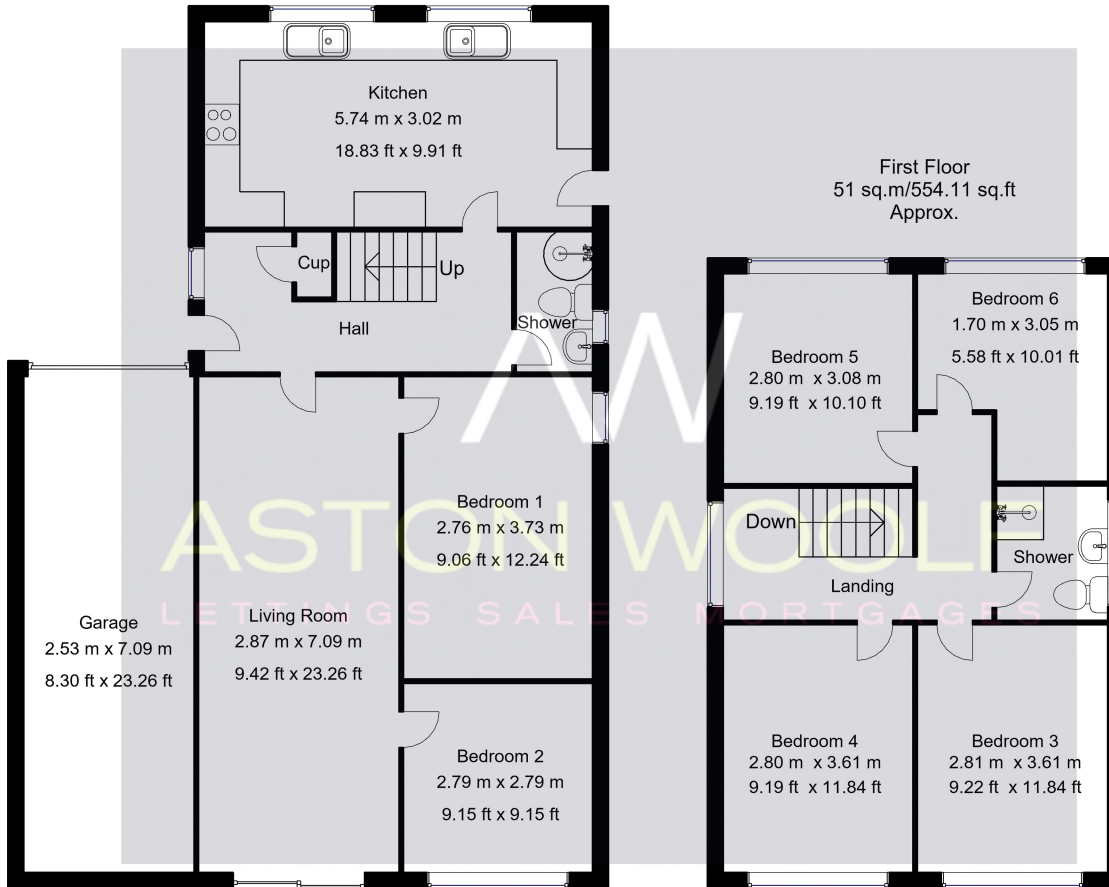 Kitchen
5.74 m x 3.02 m
18.83 ft x 9.91 ft
Cup
Up
Hall
Shower
Garage
2.53 m x 7.09 m
8.30 ft x 23.26 ft
Living Room
2.87 m x 7.09 m
9.42 ft x 23.26 ft
Bedroom 1
2.76 m x 3.73 m
9.06 ft x 12.24 ft
Bedroom 2
2.79 m x 2.79 m
9.15 ft x 9.15 ft
First Floor
51 sq.m/554.11 sq.ft
Approx.
Bedroom 5
2.80 m x 3.08 m
9.19 ft x 10.10 ft
Bedroom 6
1.70 m x 3.05 m
5.58 ft x 10.01 ft
Down
Landing
Shower
Bedroom 4
2.80 m x 3.61 m
9.19 ft x 11.84 ft
Bedroom 3
2.81 m x 3.61 m
9.22 ft x 11.84 ft
AW
ASTON WOOLF
LETTINGS SALES MORTGAGES